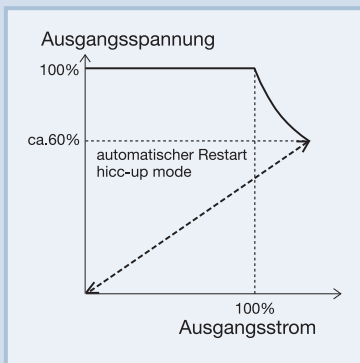 Ausgangsspannung
100%
ca.60%
automatischer Restart
hicc-up mode
100%
Ausgangsstrom